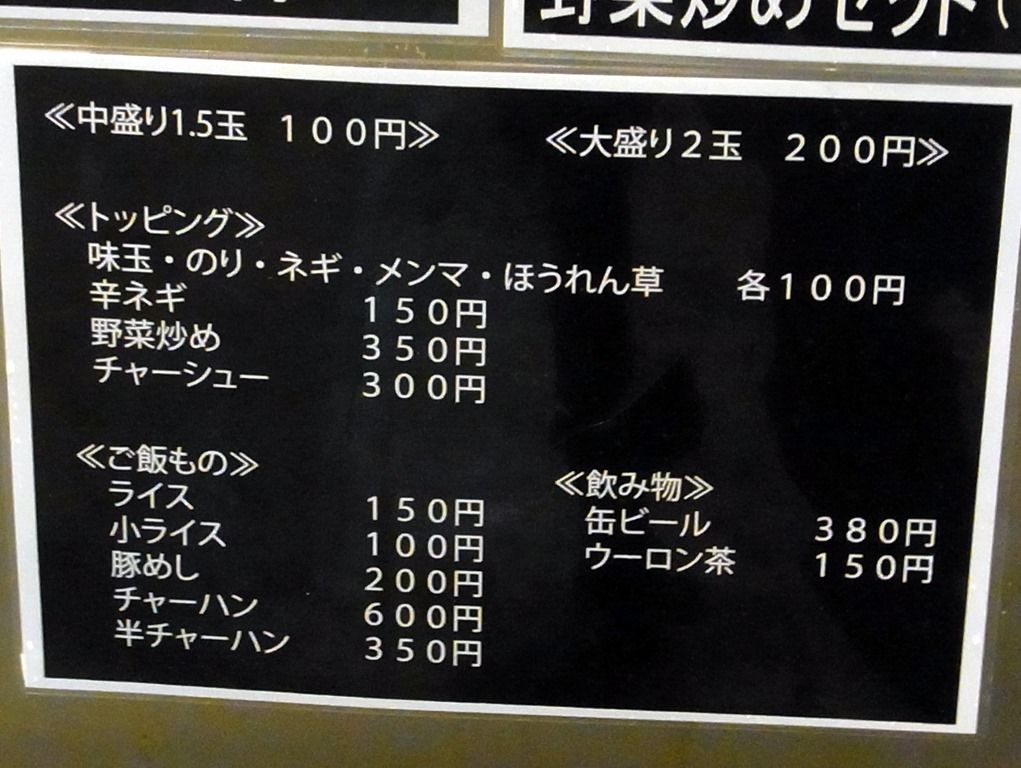 野菜炒めセット(
≪中盛り1.5玉 １００円≫
≪大盛り２玉 ２００円≫
≪トッピング≫
味玉・のり・ネギ・メンマ・ほうれん草 各１００円
辛ネギ １５０円
野菜炒め ３５０円
チャーシュー ３００円
≪ご飯もの≫
ライス １５０円
小ライス １００円
豚めし ２００円
チャーハン ６００円
半チャーハン ３５０円
≪飲み物≫
缶ビール ３８０円
ウーロン茶 １５０円